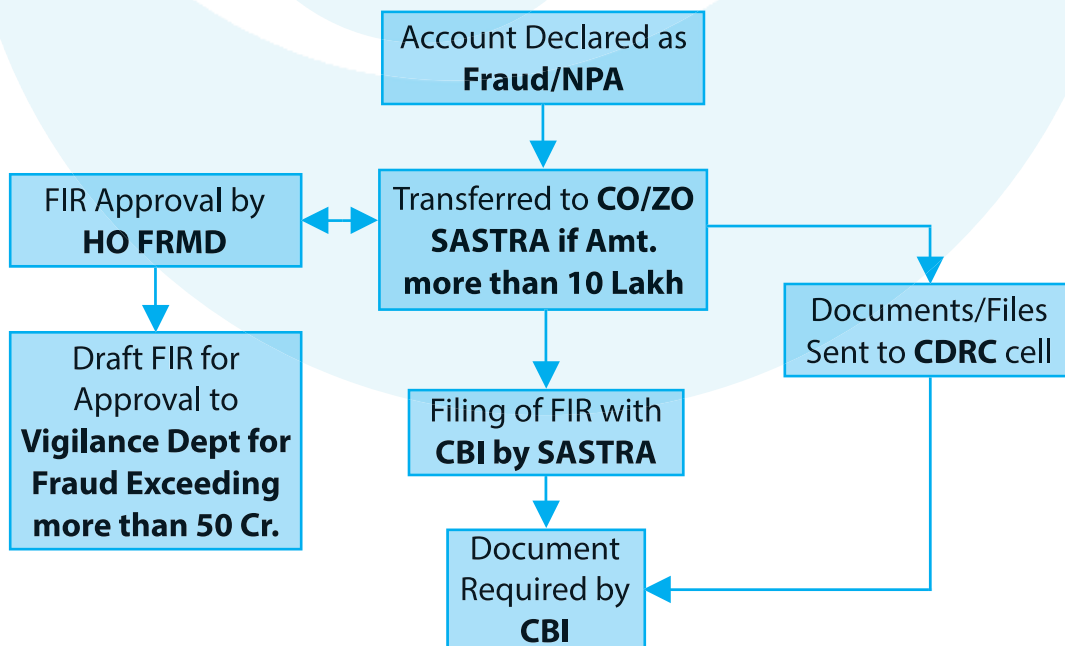 Account Declared as
Fraud/NPA
FIR Approval by
HO FRMD
Transferred to CO/ZO
SASTRA if Amt.
more than 10 Lakh
Documents/Files
Sent to CDRC cell
Draft FIR for
Approval to
Vigilance Dept for
Fraud Exceeding
more than 50 Cr.
Filing of FIR with
CBI by SASTRA
Document
Required by
CBI